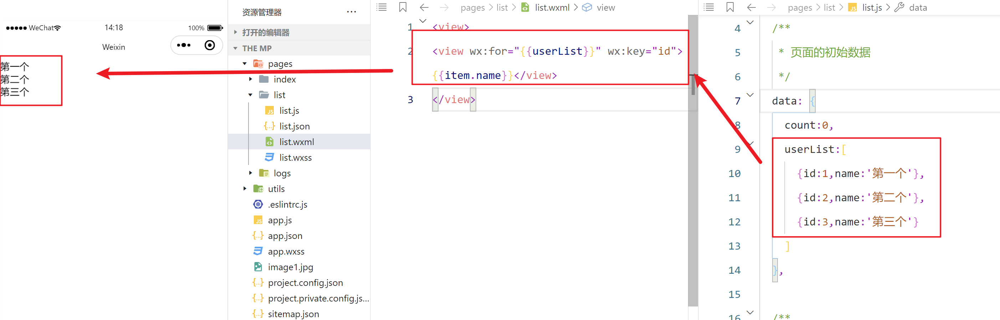 WeChat
14:18
100%
Weixin
第一个
第二个
第三个
资源管理器
打开的编辑器
THE MP
pages
index
list
list.js
list.json
list.wxml
list.wxss
logs
utils
.eslintrc.js
app.js
app.json
app.wxss
image1.jpg
project.config.json
project.private.config.js...
sitemap.json
pages > list > list.wxml > view
1 <view>
2 <view wx:for="{{userList}}" wx:key="id">
{{item.name}}</view>
3 </view>
pages > list > list.js > data
4 /**
5 * 页面的初始数据
6 */
7 data: {
8 count:0,
9 userList:[
10 {id:1,name:'第一个'},
11 {id:2,name:'第二个'},
12 {id:3,name:'第三个'}
13 ]
14 },
15
16 /**